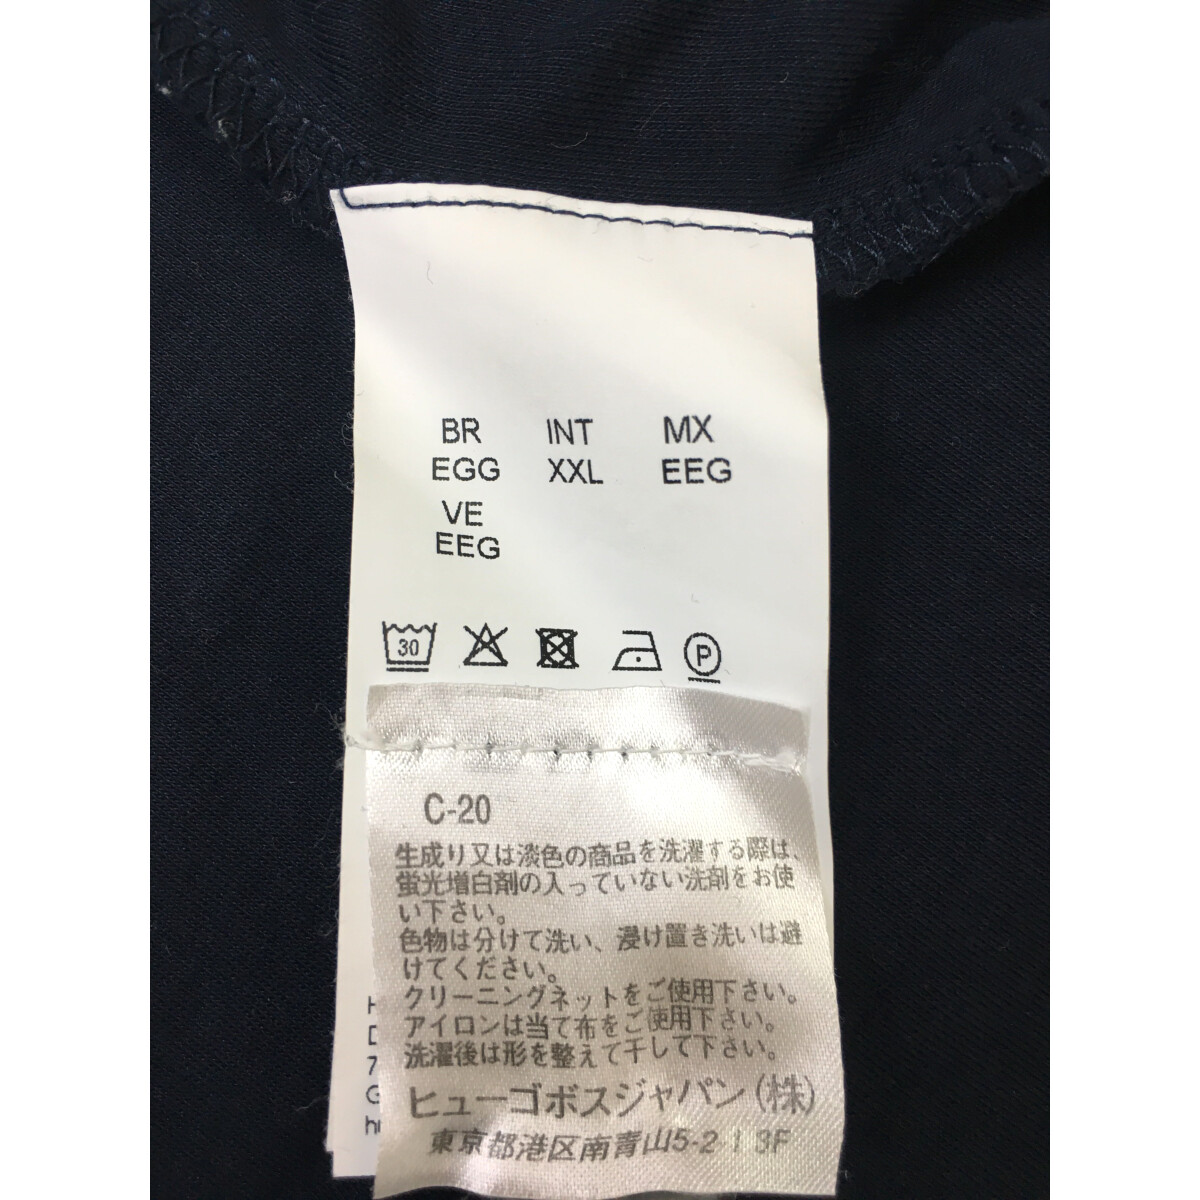 BR INT MX
EGG XXL EEG
VE
EEG
30 P
C-20
生成り又は淡色の商品を洗濯する際は、
蛍光増白剤の入っていない洗剤をお使
い下さい。
色物は分けて洗い、浸け置き洗いは避
けてください。
クリーニングネットをご使用下さい。
アイロンは当て布をご使用下さい。
洗濯後は形を整えて干して下さい。
ヒューゴボスジャパン(株)
東京都港区南青山5-2 1 3F
H
D
7
G